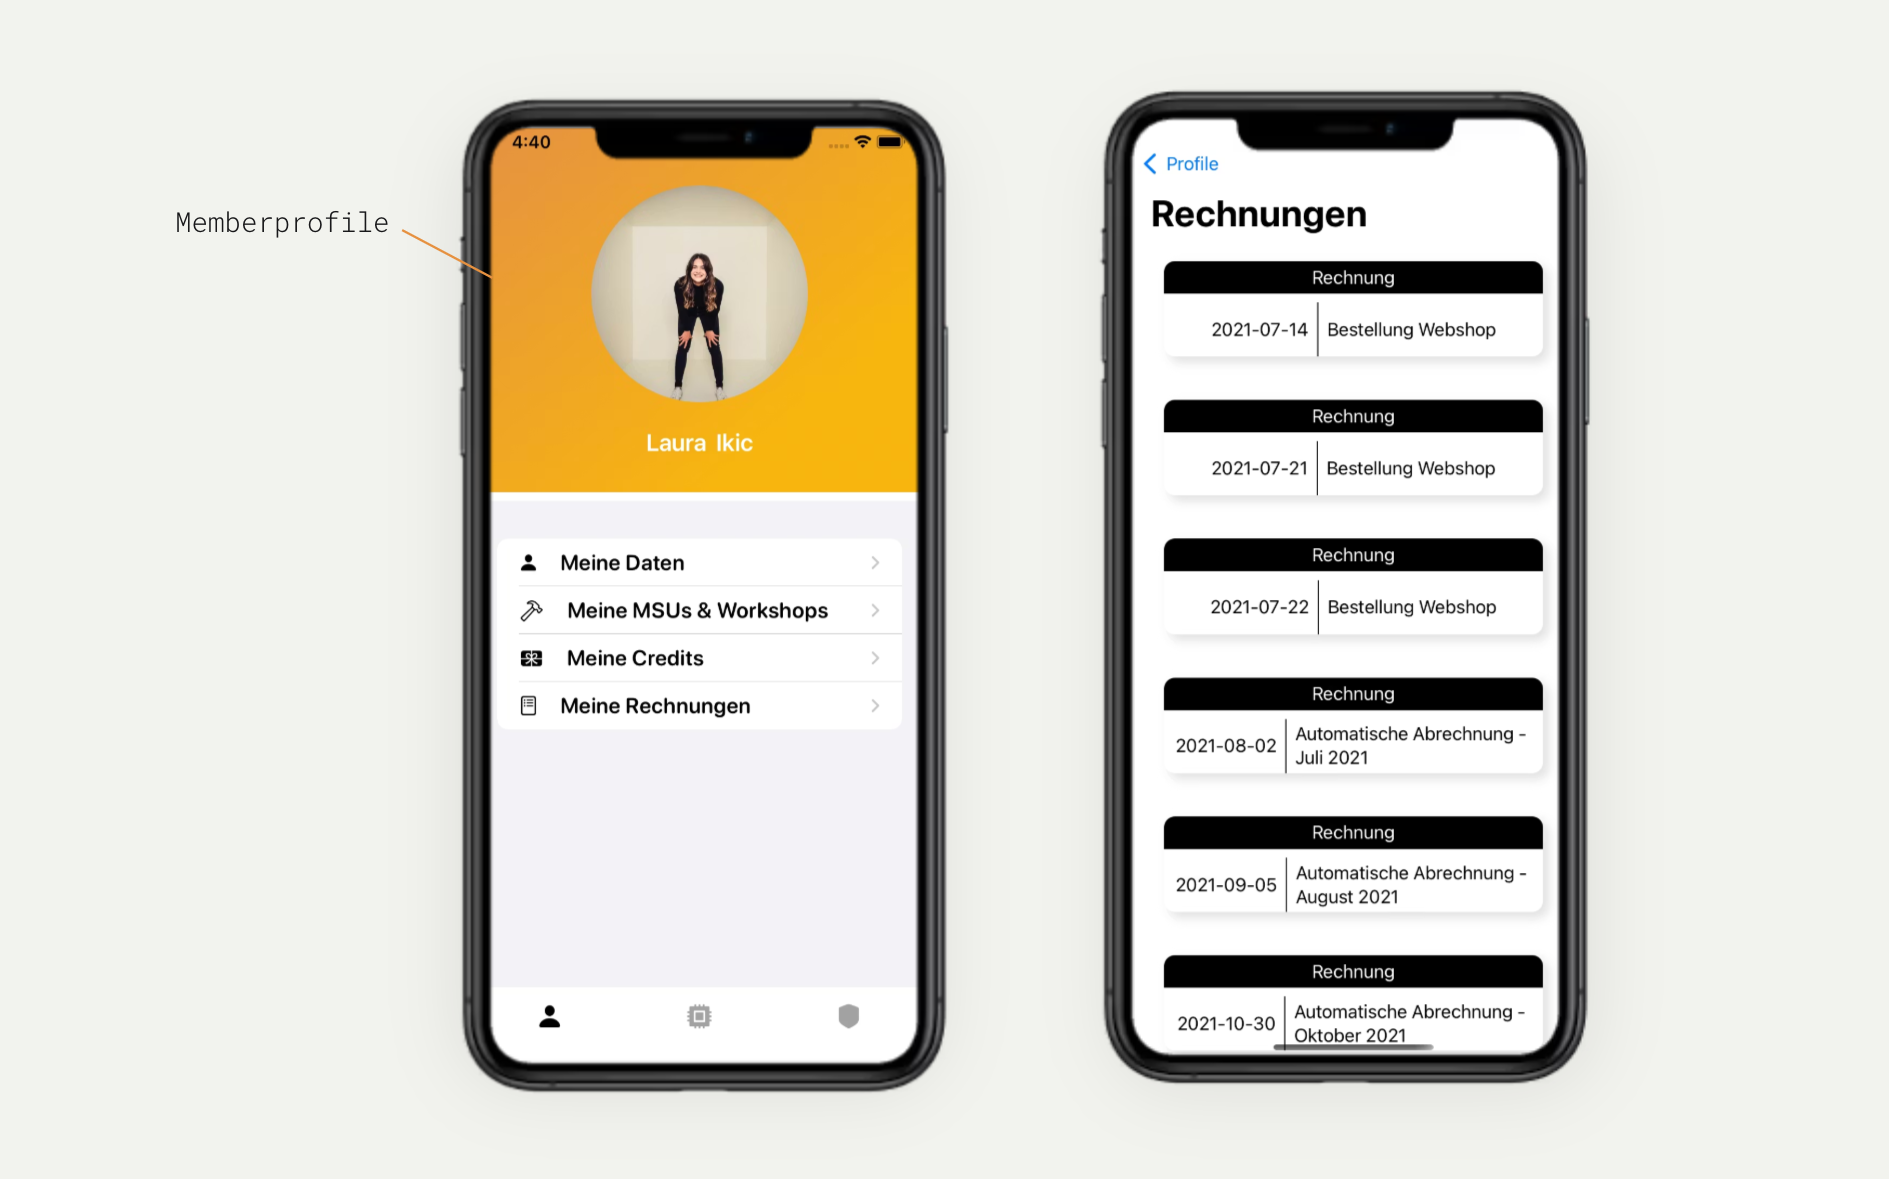 Memberprofile
4:40
Laura Ikic
Meine Daten
Meine MSUs & Workshops
Meine Credits
Meine Rechnungen
Profile
Rechnungen
Rechnung
2021-07-14
Bestellung Webshop
Rechnung
2021-07-21
Bestellung Webshop
Rechnung
2021-07-22
Bestellung Webshop
Rechnung
2021-08-02
Automatische Abrechnung -
Juli 2021
Rechnung
2021-09-05
Automatische Abrechnung -
August 2021
Rechnung
2021-10-30
Automatische Abrechnung -
Oktober 2021